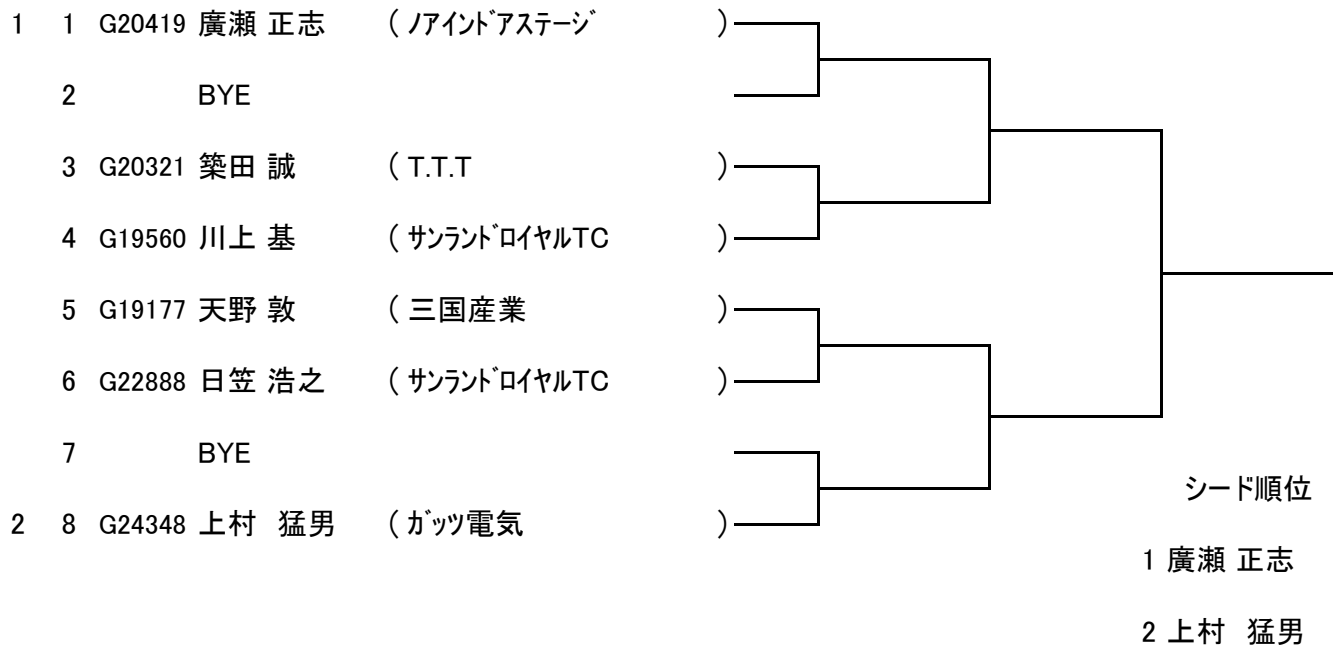 1 1 G20419 廣瀬 正志 ( ﾉｱｲﾝﾄﾞｱｽﾃｰｼﾞ )
2 BYE
3 G20321 築田 誠 ( T.T.T )
4 G19560 川上 基 ( ｻﾝﾗﾝﾄﾞﾛｲﾔﾙTC )
5 G19177 天野 敦 ( 三国産業 )
6 G22888 日笠 浩之 ( ｻﾝﾗﾝﾄﾞﾛｲﾔﾙTC )
7 BYE
2 8 G24348 上村　猛男 ( ｶﾞｯﾂ電気 )
シード順位
1 廣瀬 正志
2 上村　猛男